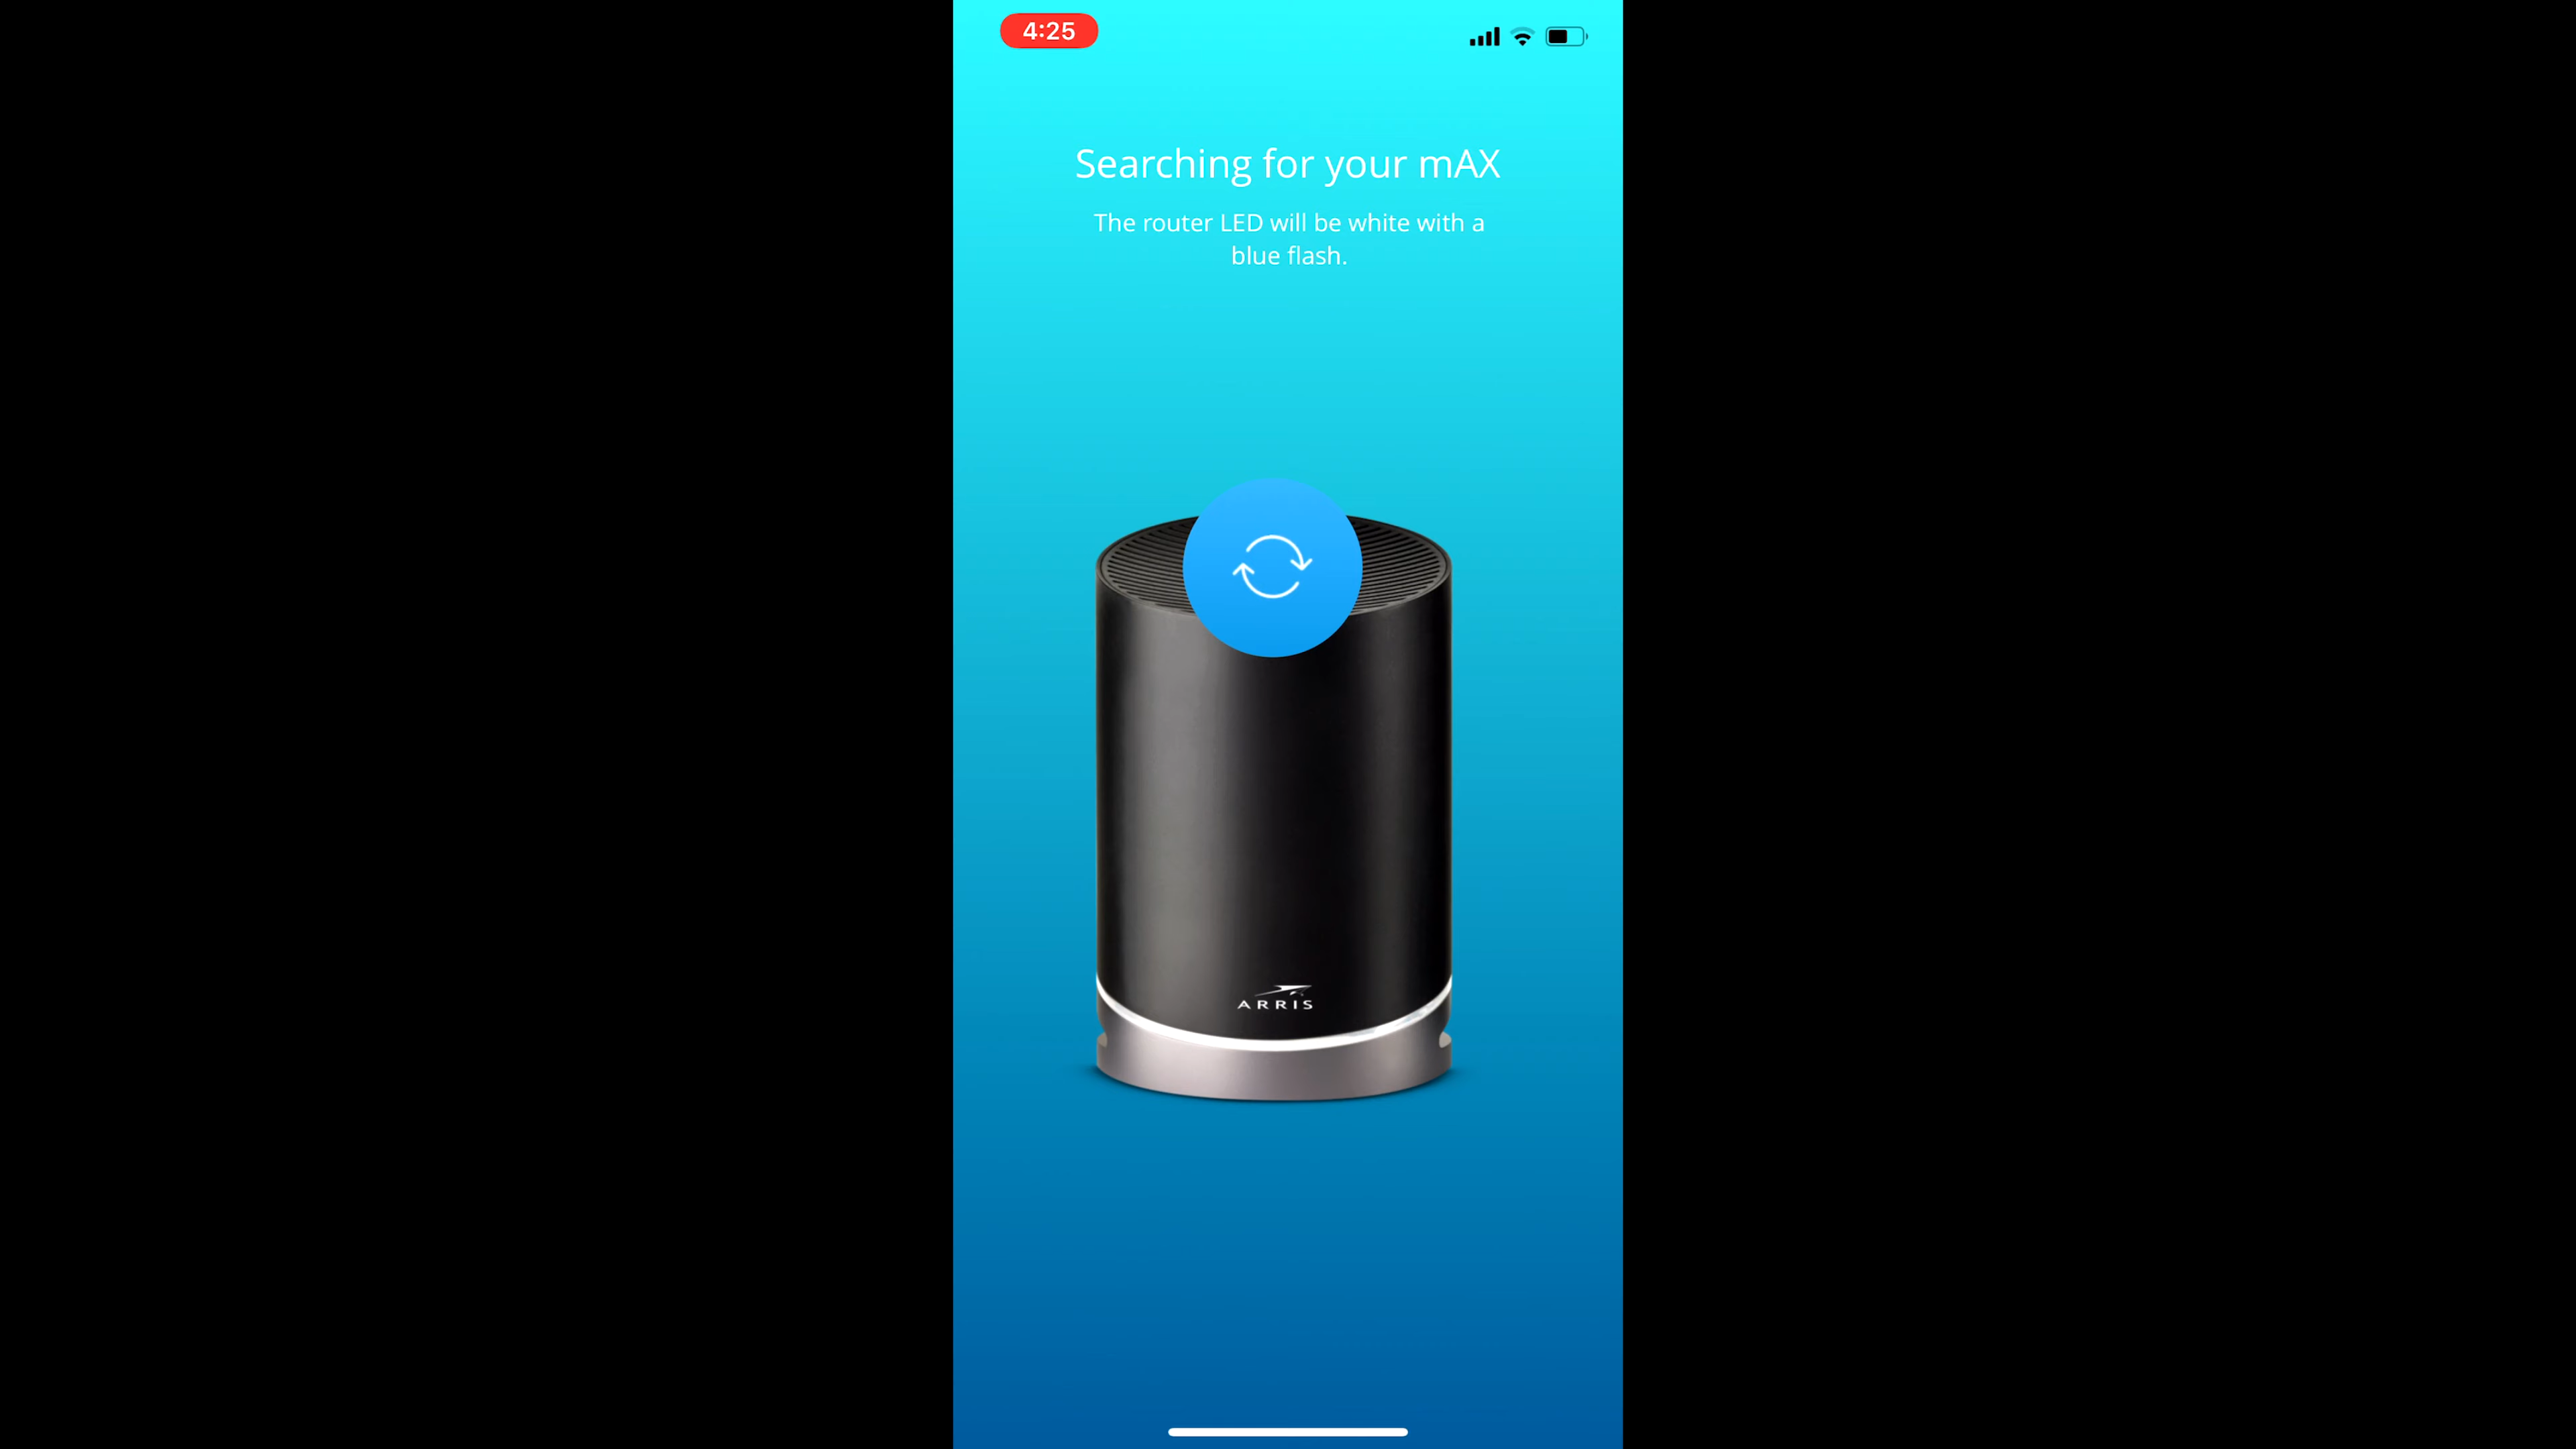 4:25
Searching for your mAX
The router LED will be white with a
blue flash.
ARRIS